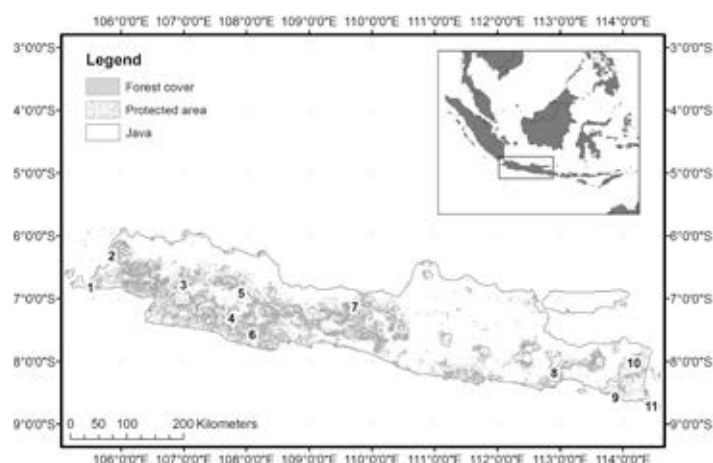 106°0'0"E 107°0'0"E 108°0'0"E 109°0'0"E 110°0'0"E 111°0'0"E 112°0'0"E 113°0'0"E 114°0'0"E
3°0'0"S 3°0'0"S
Legend
Forest cover
Protected area
Java
4°0'0"S 4°0'0"S
5°0'0"S 5°0'0"S
6°0'0"S 6°0'0"S
2
3
1
5
7°0'0"S 7°0'0"S
7
4
6
8°0'0"S 8°0'0"S
10
8
9
11
9°0'0"S 9°0'0"S
0 50 100 200 Kilometers
106°0'0"E 107°0'0"E 108°0'0"E 109°0'0"E 110°0'0"E 111°0'0"E 112°0'0"E 113°0'0"E 114°0'0"E